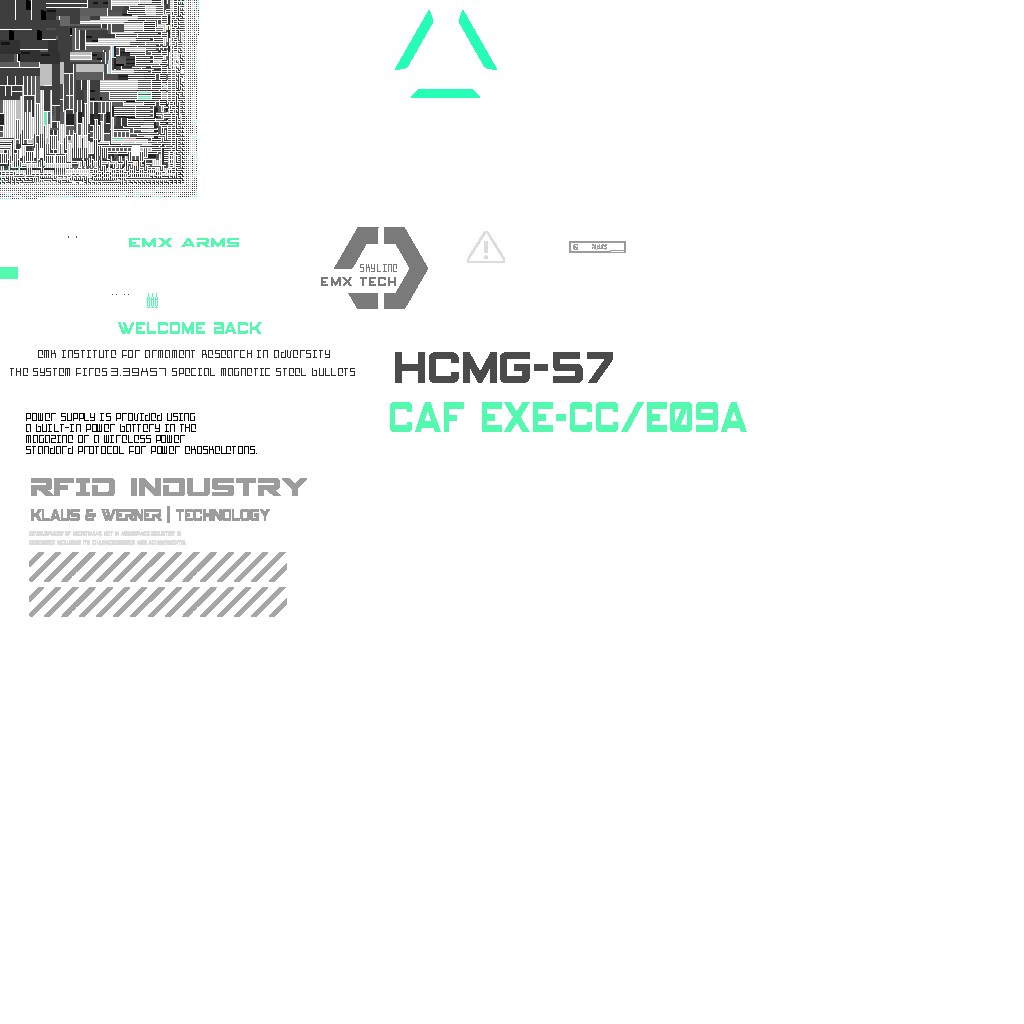 EMX ARMS
SKYLINE
EMX TECH
WELCOME BACK
EMX INSTITUTE FOR ARMAMENT RESEARCH IN ADVERSITY
THE SYSTEM FIRES 3.39X57 SPECIAL MAGNETIC STEEL BULLETS
HCMG-57
CAF EXE-CC/E09A
POWER SUPPLY IS PROVIDED USING
A BUILT-IN POWER BATTERY IN THE
MAGAZINE OR A WIRELESS POWER
STANDARD PROTOCOL FOR POWER EXOSKELETONS.
RFID INDUSTRY
KLAUS & WERNER | TECHNOLOGY